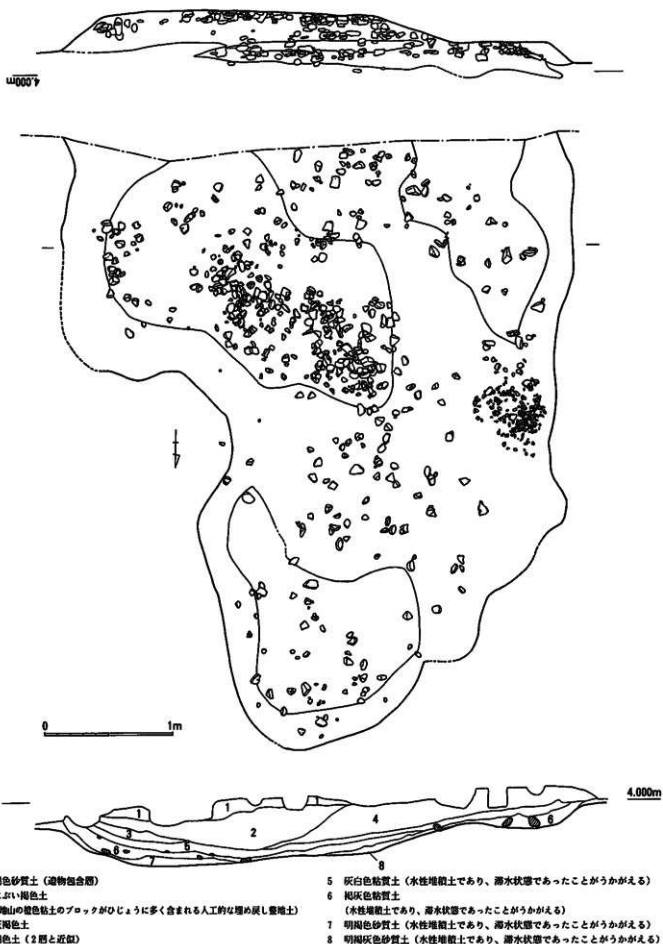 4.000m
0 1m
4.000m
1 1 2 3 4 5 6 7 8 6
色砂質土（遺物包含層）
ぶい褐色土
地山の橙色粘土のブロックがひじょうに多く含まれる人工的な埋め戻し整地土）
褐色土
色土（2層と近似）
5 灰白色粘質土（水性堆積土であり、滞水状態であったことがうかがえる）
6 褐灰色粘質土
（水性堆積土であり、滞水状態であったことがうかがえる）
7 明褐色砂質土（水性堆積土であり、滞水状態であったことがうかがえる）
8 明褐灰色砂質土（水性堆積土であり、滞水状態であったことがうかがえる）